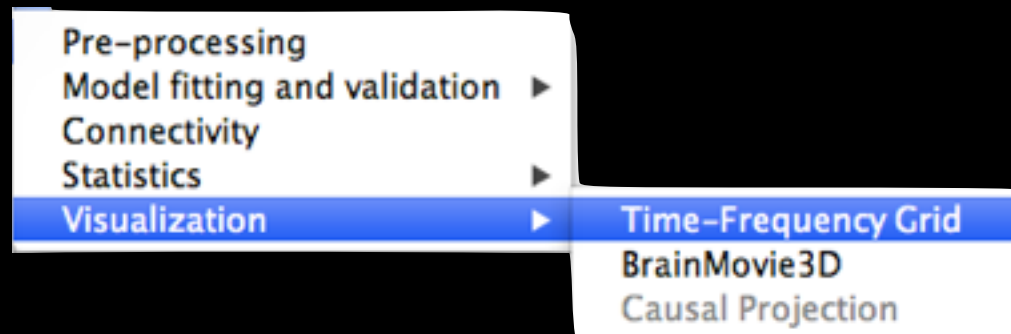 Pre-processing
Model fitting and validation
Connectivity
Statistics
Visualization
Time-Frequency Grid
BrainMovie3D
Causal Projection